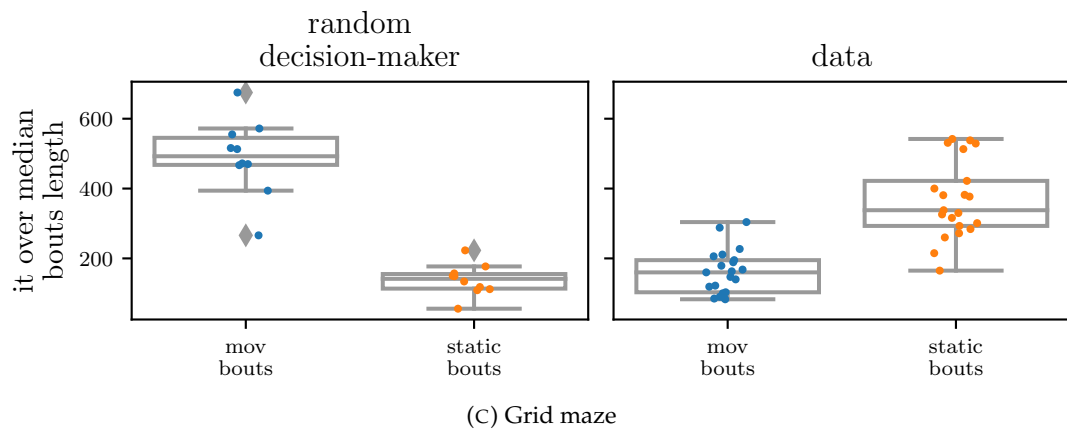 random
decision-maker
data
it over median
bouts length
600
400
200
mov
bouts
static
bouts
mov
bouts
static
bouts
(C) Grid maze